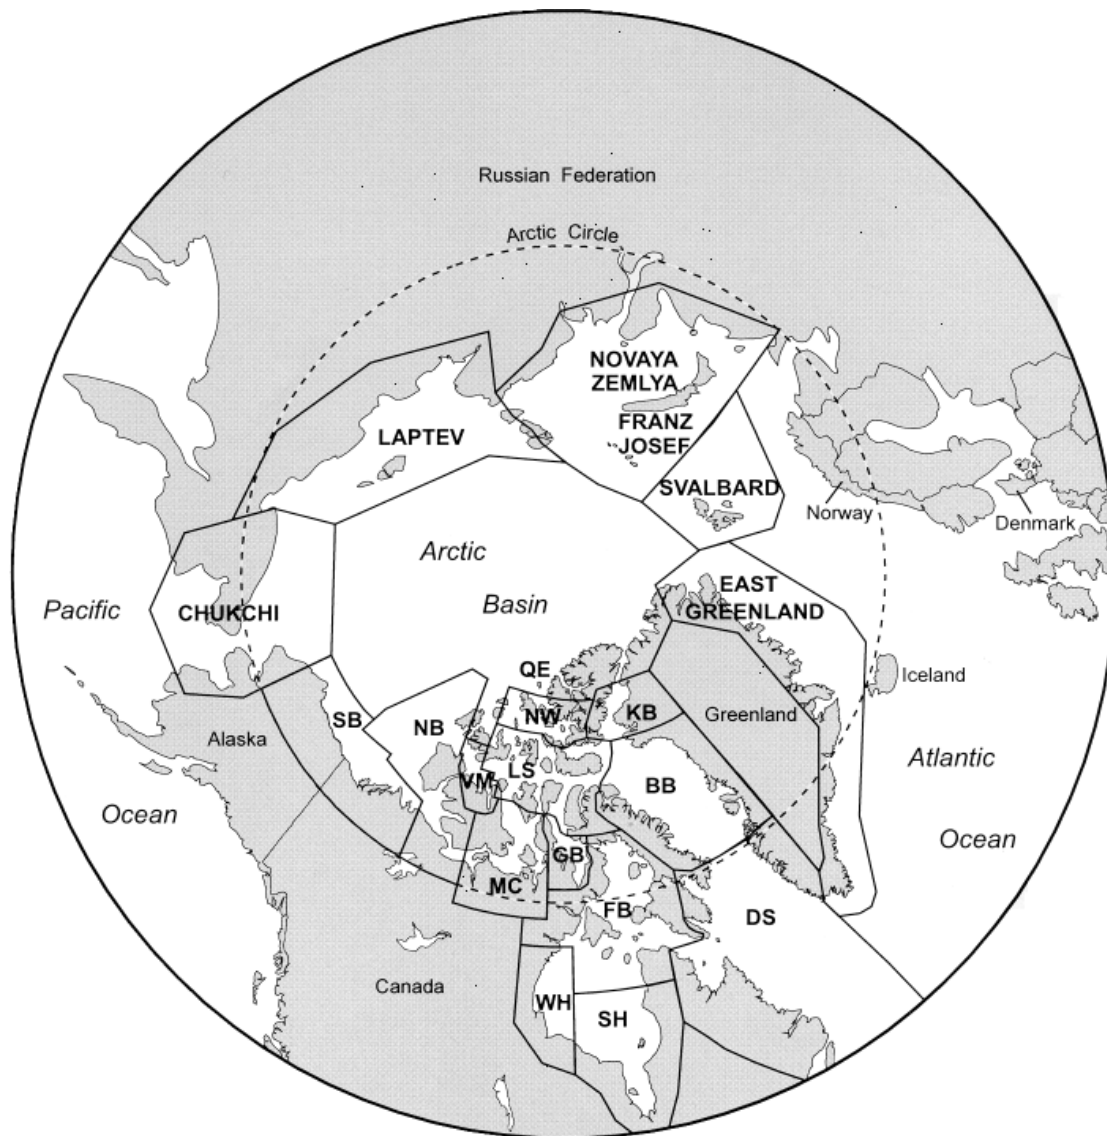 Russian Federation
Arctic Circle
NOVAYA
ZEMLYA
FRANZ
JOSEF
LAPTEV
SVALBARD
Norway
Denmark
Arctic
Basin
EAST
GREENLAND
Pacific
CHUKCHI
QE
Iceland
NW
KB
Greenland
SB
NB
Alaska
LS
VM
BB
Atlantic
Ocean
Ocean
GB
MC
FB
DS
Canada
WH
SH